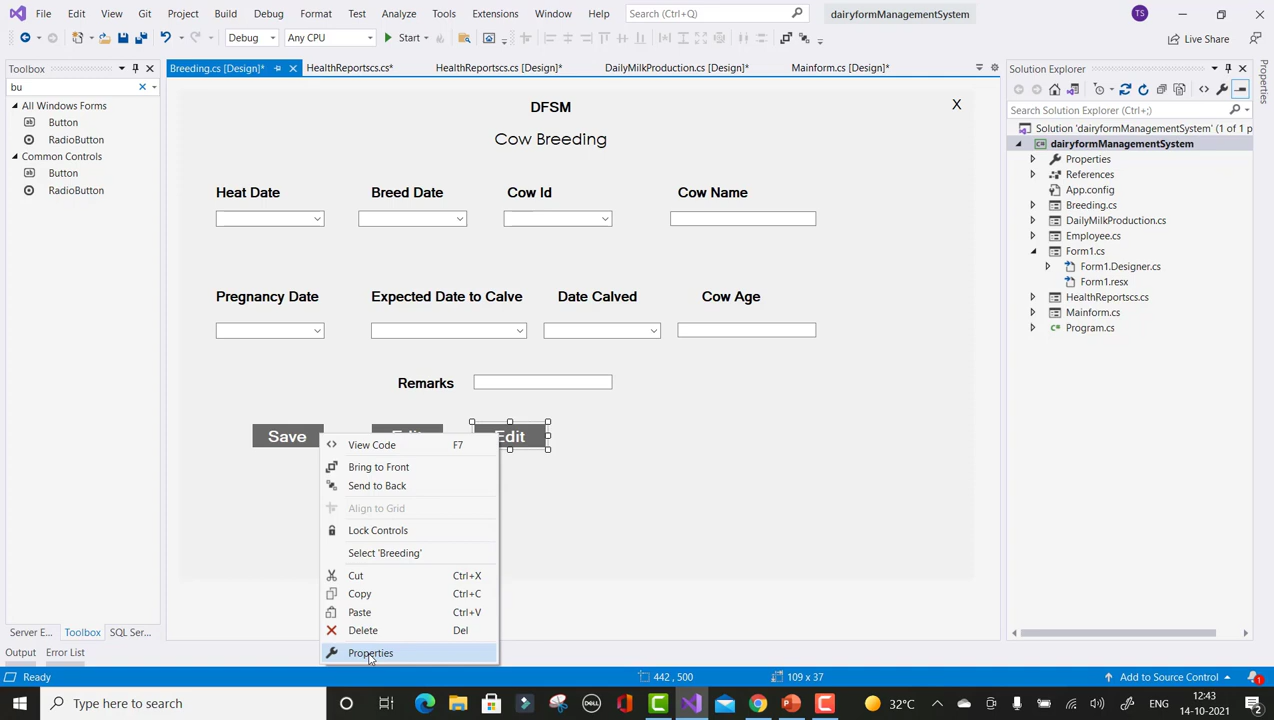 File Edit View Git Project Build Debug Format Test Analyze Tools Extensions Window Help Search (Ctrl+Q) dairyformManagementSystem TS
Debug Any CPU Start Live Share
Toolbox
Breeding.cs [Design]* HealthReportscs.cs* HealthReportscs.cs [Design]* DailyMilkProduction.cs [Design]* Mainform.cs [Design]*
Solution Explorer
Properties
bu
All Windows Forms
Button
RadioButton
Common Controls
Button
RadioButton
DFSM
X
Cow Breeding
Heat Date Breed Date Cow Id Cow Name
Pregnancy Date Expected Date to Calve Date Calved Cow Age
Remarks
Save Edit Edit
View Code F7
Bring to Front
Send to Back
Align to Grid
Lock Controls
Select 'Breeding'
Cut Ctrl+X
Copy Ctrl+C
Paste Ctrl+V
Delete Del
Properties
Search Solution Explorer (Ctrl+;)
Solution 'dairyformManagementSystem' (1 of 1 p
dairyformManagementSystem
Properties
References
App.config
Breeding.cs
DailyMilkProduction.cs
Employee.cs
Form1.cs
Form1.Designer.cs
Form1.resx
HealthReportscs.cs
Mainform.cs
Program.cs
Server E... Toolbox SQL Ser...
Output Error List
Ready 442 , 500 109 x 37 Add to Source Control 1
Type here to search DELL 32°C ENG 12:43
14-10-2021 2